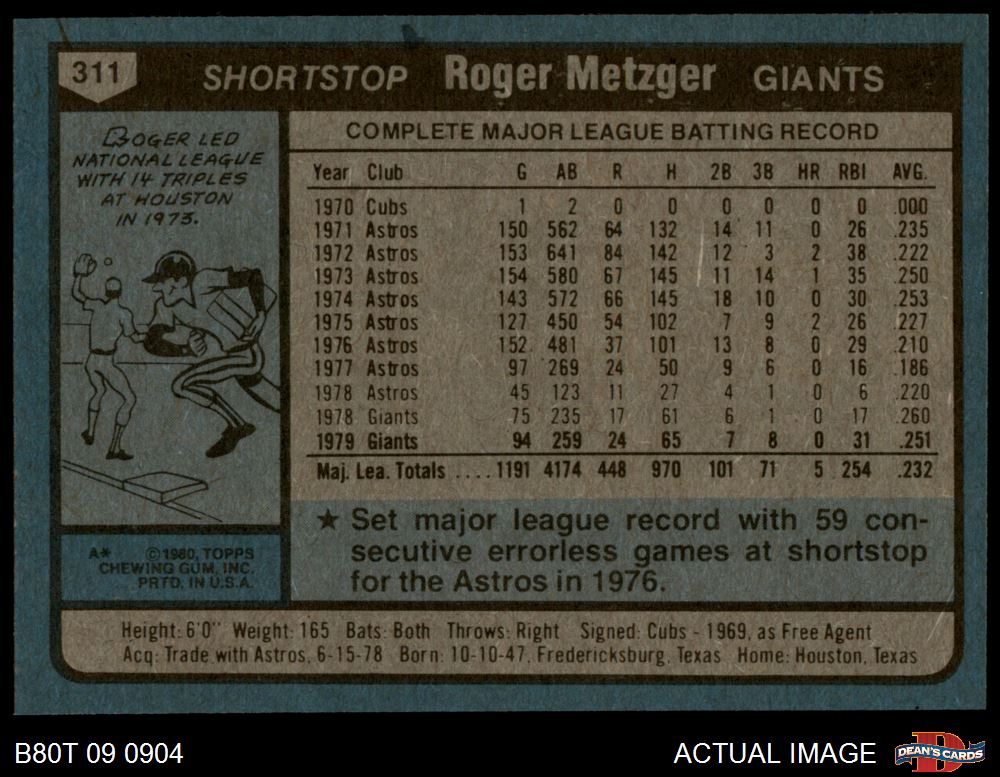 311 SHORTSTOP Roger Metzger GIANTS
ROGER LED
NATIONAL LEAGUE
WITH 14 TRIPLES
AT HOUSTON
IN 1973.
COMPLETE MAJOR LEAGUE BATTING RECORD
Year Club G AB R H 2B 3B HR RBI AVG.
1970 Cubs 1 2 0 0 0 0 0 0 .000
1971 Astros 150 562 64 132 14 11 0 26 .235
1972 Astros 153 641 84 142 12 3 2 38 .222
1973 Astros 154 580 67 145 11 14 1 35 .250
1974 Astros 143 572 66 145 18 10 0 30 .253
1975 Astros 127 450 54 102 7 9 2 26 .227
1976 Astros 152 481 37 101 13 8 0 29 .210
1977 Astros 97 269 24 50 9 6 0 16 .186
1978 Astros 45 123 11 27 4 1 0 6 .220
1978 Giants 75 235 17 61 6 1 0 17 .260
1979 Giants 94 259 24 65 7 8 0 31 .251
Maj. Lea. Totals .... 1191 4174 448 970 101 71 5 254 .232
★ Set major league record with 59 con-
secutive errorless games at shortstop
for the Astros in 1976.
A* ©1980, TOPPS
CHEWING GUM, INC.
PRTD. IN U.S.A.
Height: 6'0" Weight: 165 Bats: Both Throws: Right Signed: Cubs - 1969, as Free Agent
Acq: Trade with Astros, 6-15-78 Born: 10-10-47, Fredericksburg, Texas Home: Houston, Texas
B80T 09 0904 ACTUAL IMAGE DEAN'S CARDS